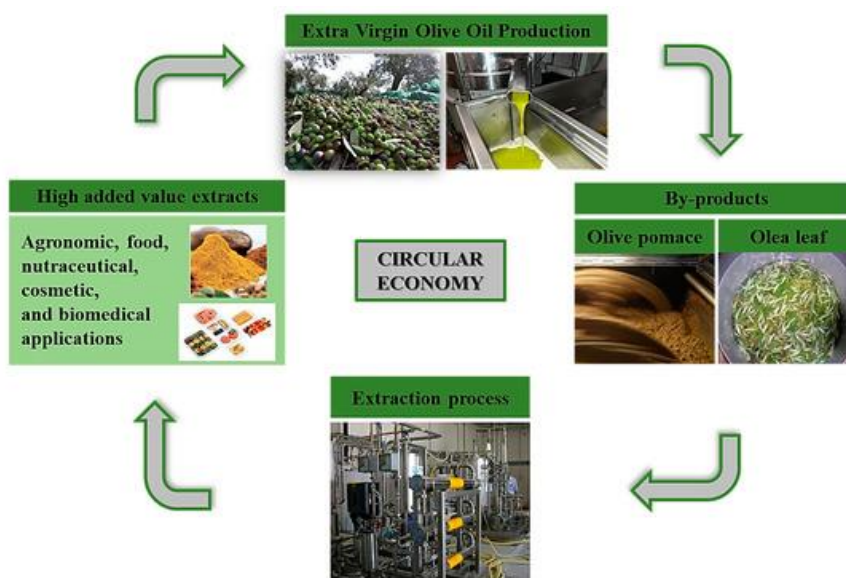 Extra Virgin Olive Oil Production
High added value extracts
Agronomic, food,
nutraceutical,
cosmetic,
and biomedical
applications
CIRCULAR
ECONOMY
By-products
Olive pomace
Olea leaf
Extraction process